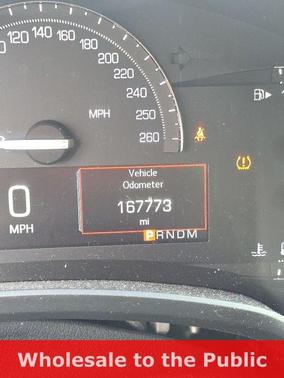 120 140 160 180
200
220
240
260
MPH
260
Vehicle
Odometer
167773
mi
0
MPH
PRNDM
Wholesale to the Public